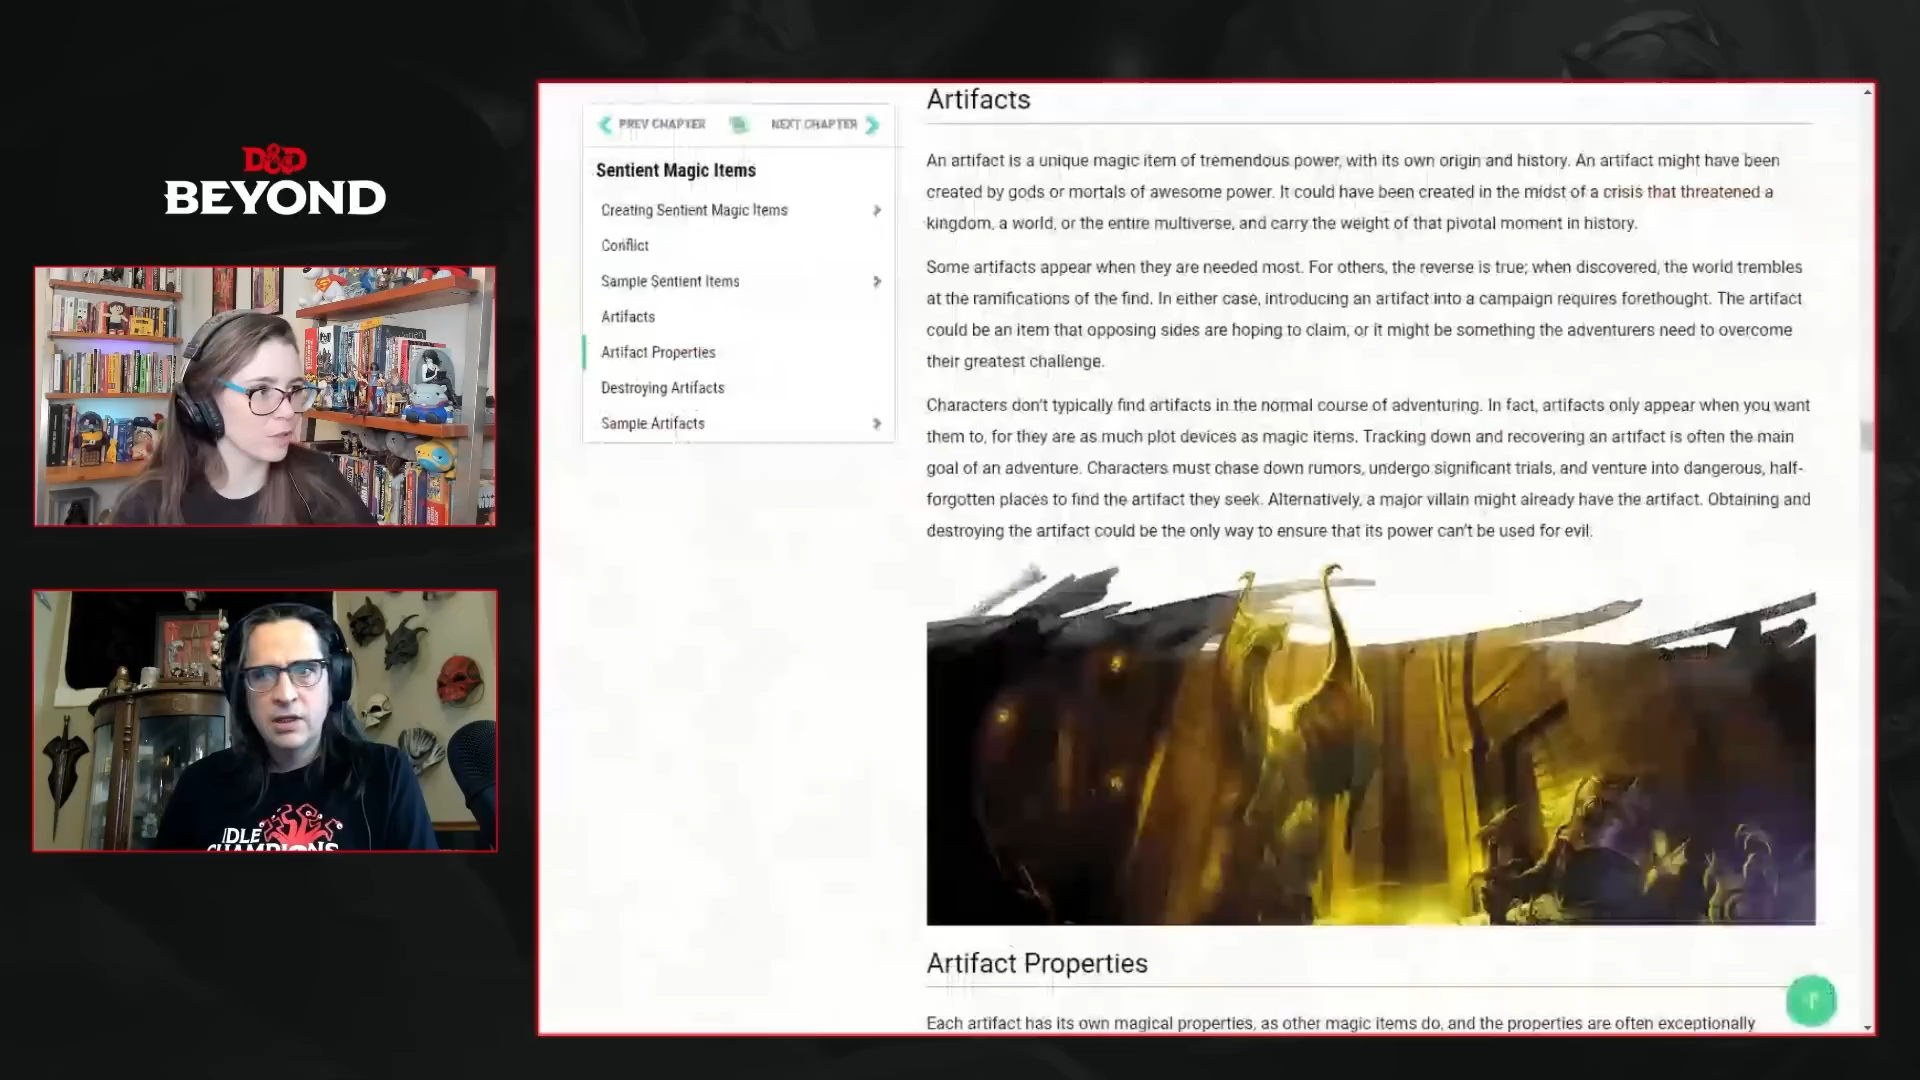 D&D
BEYOND
IDLE
CHAMPIONS
PREV CHAPTER
NEXT CHAPTER
Sentient Magic Items
Creating Sentient Magic Items
Conflict
Sample Sentient Items
Artifacts
Artifact Properties
Destroying Artifacts
Sample Artifacts
Artifacts
An artifact is a unique magic item of tremendous power, with its own origin and history. An artifact might have been
created by gods or mortals of awesome power. It could have been created in the midst of a crisis that threatened a
kingdom, a world, or the entire multiverse, and carry the weight of that pivotal moment in history.
Some artifacts appear when they are needed most. For others, the reverse is true; when discovered, the world trembles
at the ramifications of the find. In either case, introducing an artifact into a campaign requires forethought. The artifact
could be an item that opposing sides are hoping to claim, or it might be something the adventurers need to overcome
their greatest challenge.
Characters don't typically find artifacts in the normal course of adventuring. In fact, artifacts only appear when you want
them to, for they are as much plot devices as magic items. Tracking down and recovering an artifact is often the main
goal of an adventure. Characters must chase down rumors, undergo significant trials, and venture into dangerous, half-
forgotten places to find the artifact they seek. Alternatively, a major villain might already have the artifact. Obtaining and
destroying the artifact could be the only way to ensure that its power can't be used for evil.
Artifact Properties
Each artifact has its own magical properties, as other magic items do, and the properties are often exceptionally